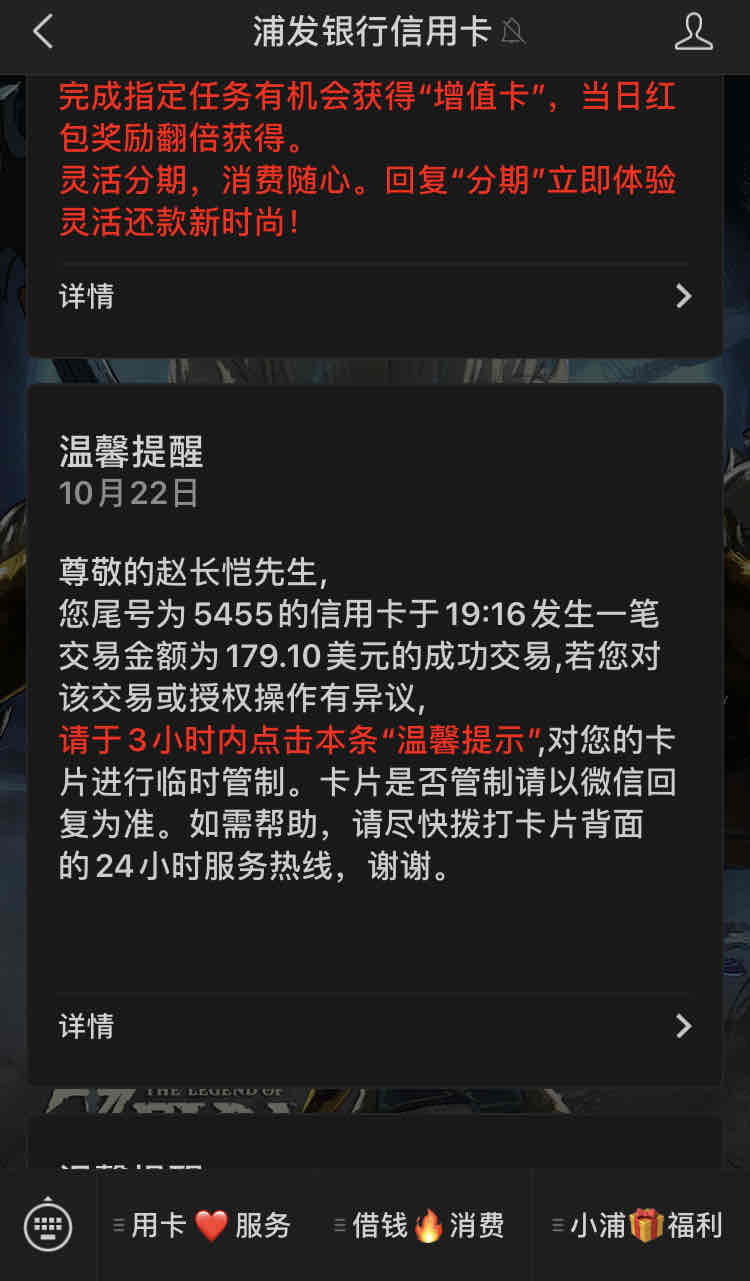 浦发银行信用卡
完成指定任务有机会获得“增值卡”，当日红
包奖励翻倍获得。
灵活分期，消费随心。回复“分期”立即体验
灵活还款新时尚！
详情
温馨提醒
10月22日
尊敬的赵长恺先生,
您尾号为5455的信用卡于19:16发生一笔
交易金额为179.10美元的成功交易,若您对
该交易或授权操作有异议,
请于3小时内点击本条“温馨提示”,对您的卡
片进行临时管制。卡片是否管制请以微信回
复为准。如需帮助，请尽快拨打卡片背面
的24小时服务热线，谢谢。
详情
THE LEGEND OF
温馨提醒
用卡❤️服务
借钱🔥消费
小浦🎁福利